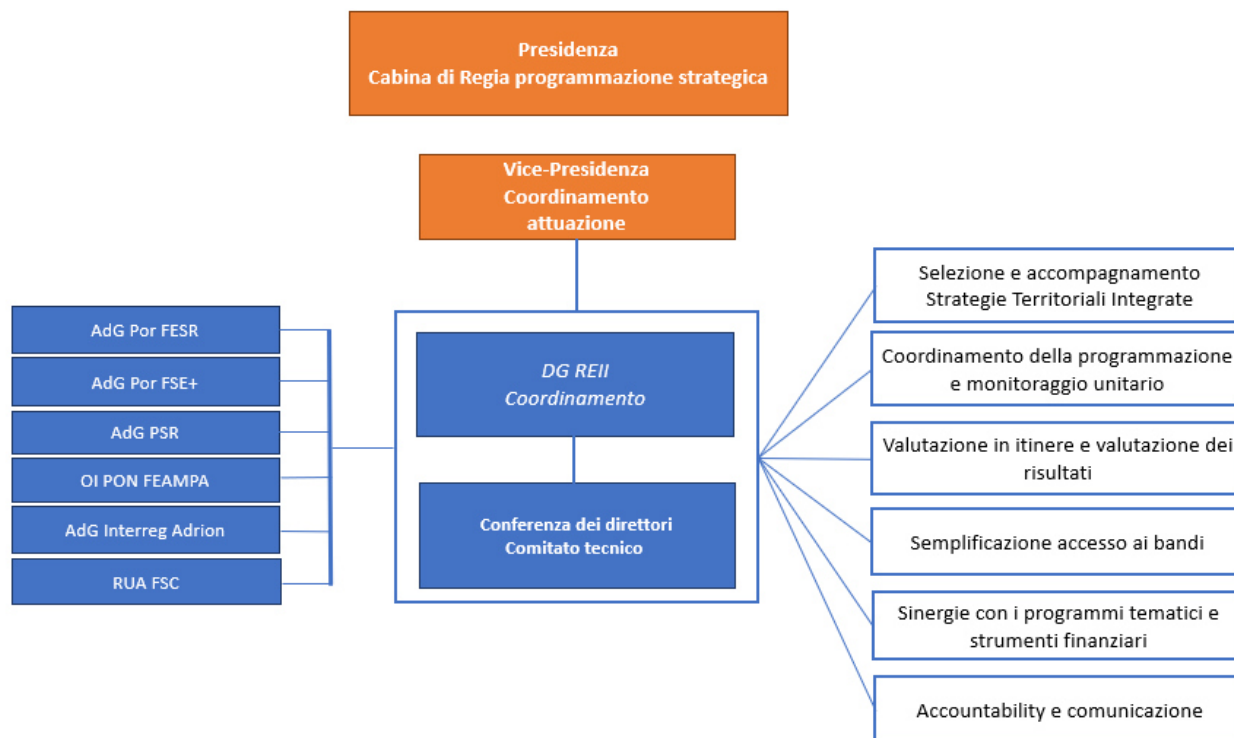 Presidenza
Cabina di Regia programmazione strategica
Vice-Presidenza
Coordinamento
attuazione
AdG Por FESR
AdG Por FSE+
AdG PSR
OI PON FEAMPA
AdG Interreg Adrion
RUA FSC
DG REII
Coordinamento
Conferenza dei direttori
Comitato tecnico
Selezione e accompagnamento
Strategie Territoriali Integrate
Coordinamento della programmazione
e monitoraggio unitario
Valutazione in itinere e valutazione dei
risultati
Semplificazione accesso ai bandi
Sinergie con i programmi tematici e
strumenti finanziari
Accountability e comunicazione